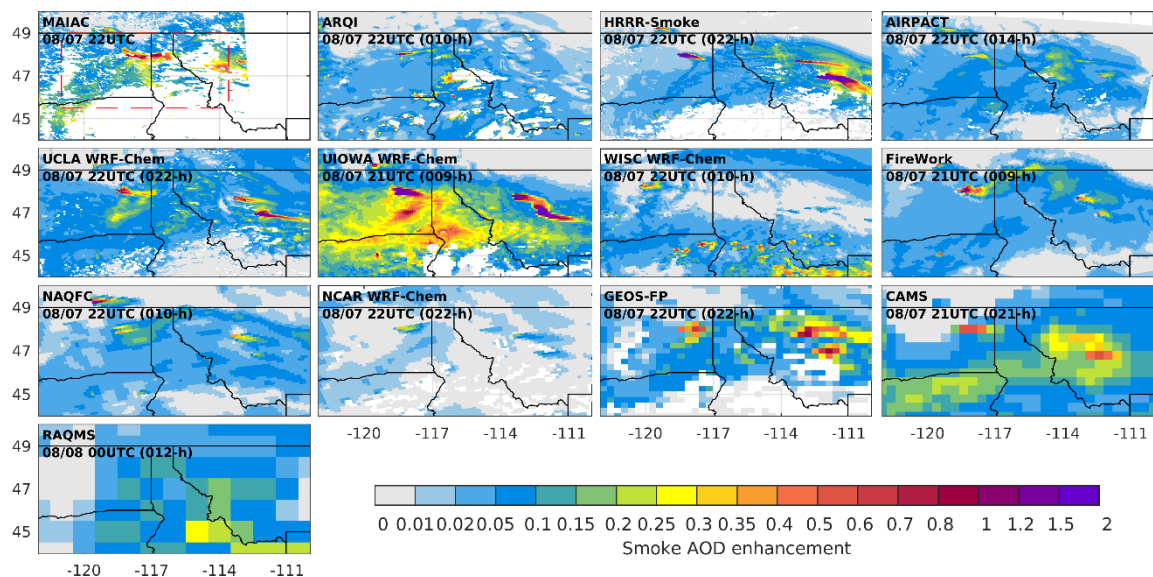 MAIAC
08/07 22UTC
ARQI
08/07 22UTC (010-h)
HRRR-Smoke
08/07 22UTC (022-h)
AIRPACT
08/07 22UTC (014-h)
49
47
45
UCLA WRF-Chem
08/07 22UTC (022-h)
UIOWA WRF-Chem
08/07 21UTC (009-h)
WISC WRF-Chem
08/07 22UTC (010-h)
FireWork
08/07 21UTC (009-h)
49
47
45
NAQFC
08/07 22UTC (010-h)
NCAR WRF-Chem
08/07 22UTC (022-h)
GEOS-FP
08/07 22UTC (022-h)
CAMS
08/07 21UTC (021-h)
49
47
45
-120 -117 -114 -111 -120 -117 -114 -111 -120 -117 -114 -111
RAQMS
08/08 00UTC (012-h)
49
47
45
-120 -117 -114 -111
0 0.01 0.02 0.05 0.1 0.15 0.2 0.25 0.3 0.35 0.4 0.5 0.6 0.7 0.8 1 1.2 1.5 2
Smoke AOD enhancement